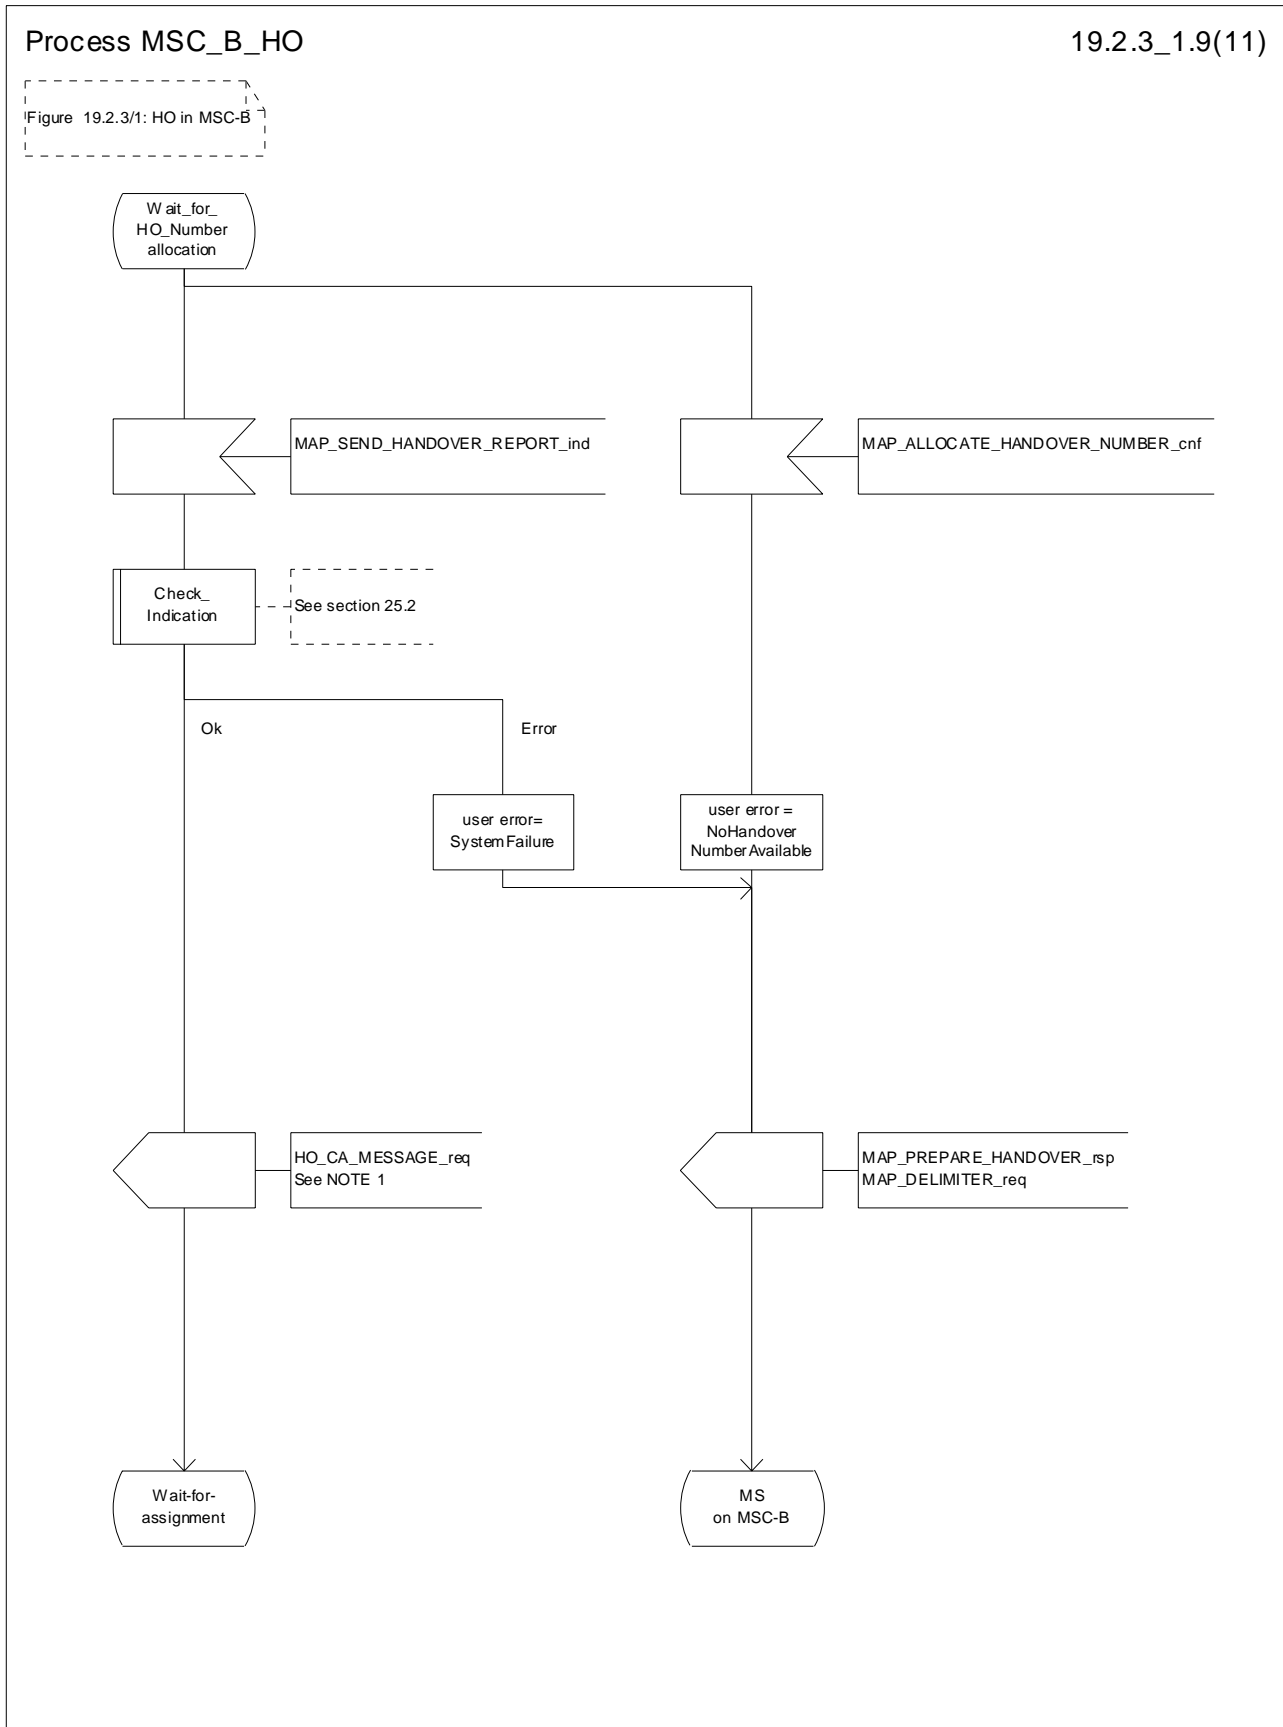 Process MSC_B_HO
19.2.3_1.9(11)
Figure 19.2.3/1: HO in MSC-B
Wait_for_
HO_Number
allocation
MAP_SEND_HANDOVER_REPORT_ind
MAP_ALLOCATE_HANDOVER_NUMBER_cnf
Check_
Indication
See section 25.2
Ok
Error
user error=
SystemFailure
user error =
NoHandover
NumberAvailable
HO_CA_MESSAGE_req
See NOTE 1
MAP_PREPARE_HANDOVER_rsp
MAP_DELIMITER_req
Wait-for-
assignment
MS
on MSC-B